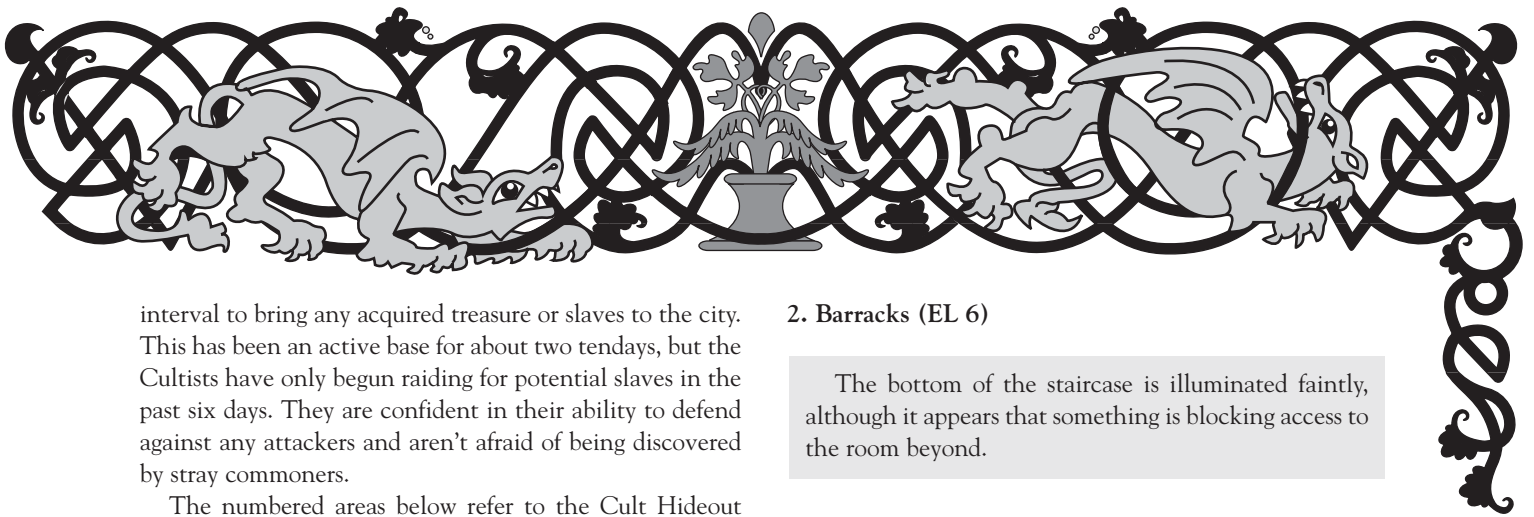 interval to bring any acquired treasure or slaves to the city.
This has been an active base for about two tendays, but the
Cultists have only begun raiding for potential slaves in the
past six days. They are confident in their ability to defend
against any attackers and aren't afraid of being discovered
by stray commoners.
The numbered areas below refer to the Cult Hideout
2. Barracks (EL 6)
The bottom of the staircase is illuminated faintly,
although it appears that something is blocking access to
the room beyond.